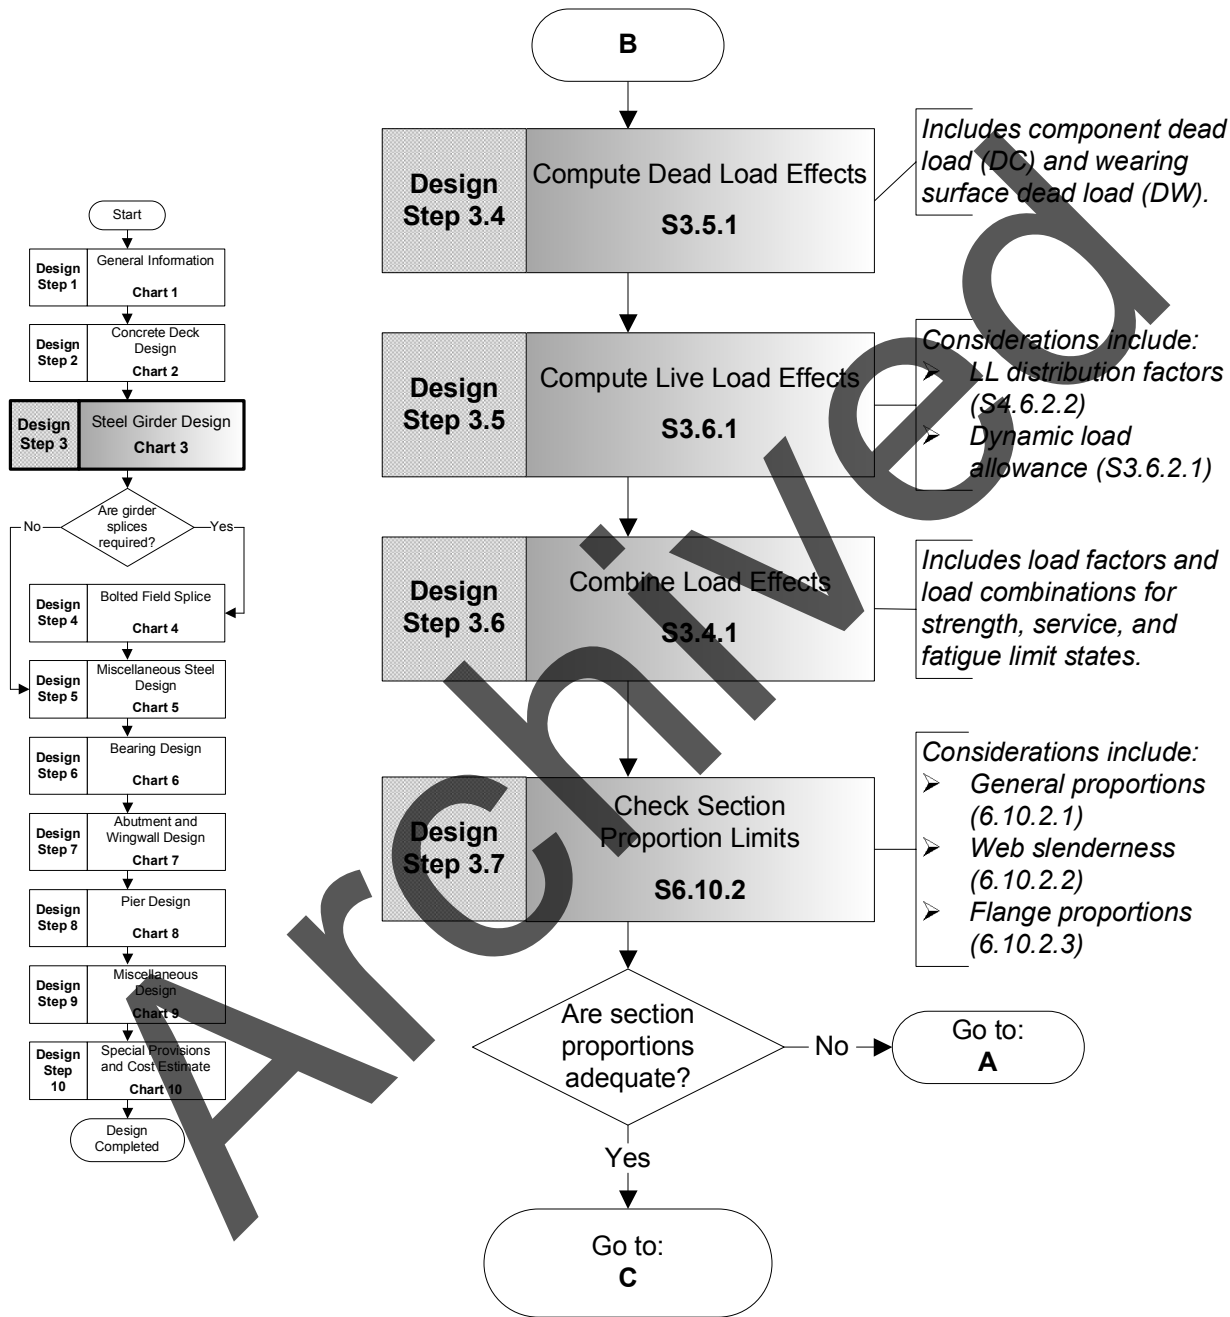 Start
Design
Step 1
General Information
Chart 1
Design
Step 2
Concrete Deck
Design
Chart 2
Design
Step 3
Steel Girder Design
Chart 3
Are girder
splices
required?
No
Yes
Design
Step 4
Bolted Field Splice
Chart 4
Design
Step 5
Miscellaneous Steel
Design
Chart 5
Design
Step 6
Bearing Design
Chart 6
Design
Step 7
Abutment and
Wingwall Design
Chart 7
Design
Step 8
Pier Design
Chart 8
Design
Step 9
Miscellaneous
Design
Chart 9
Design
Step
10
Special Provisions
and Cost Estimate
Chart 10
Design
Completed
B
Design
Step 3.4
Compute Dead Load Effects
S3.5.1
Includes component dead
load (DC) and wearing
surface dead load (DW).
Design
Step 3.5
Compute Live Load Effects
S3.6.1
Considerations include:
➢ LL distribution factors
(S4.6.2.2)
➢ Dynamic load
allowance (S3.6.2.1)
Design
Step 3.6
Combine Load Effects
S3.4.1
Includes load factors and
load combinations for
strength, service, and
fatigue limit states.
Design
Step 3.7
Check Section
Proportion Limits
S6.10.2
Considerations include:
➢ General proportions
(6.10.2.1)
➢ Web slenderness
(6.10.2.2)
➢ Flange proportions
(6.10.2.3)
Are section
proportions
adequate?
No
Go to:
A
Yes
Go to:
C
Archived